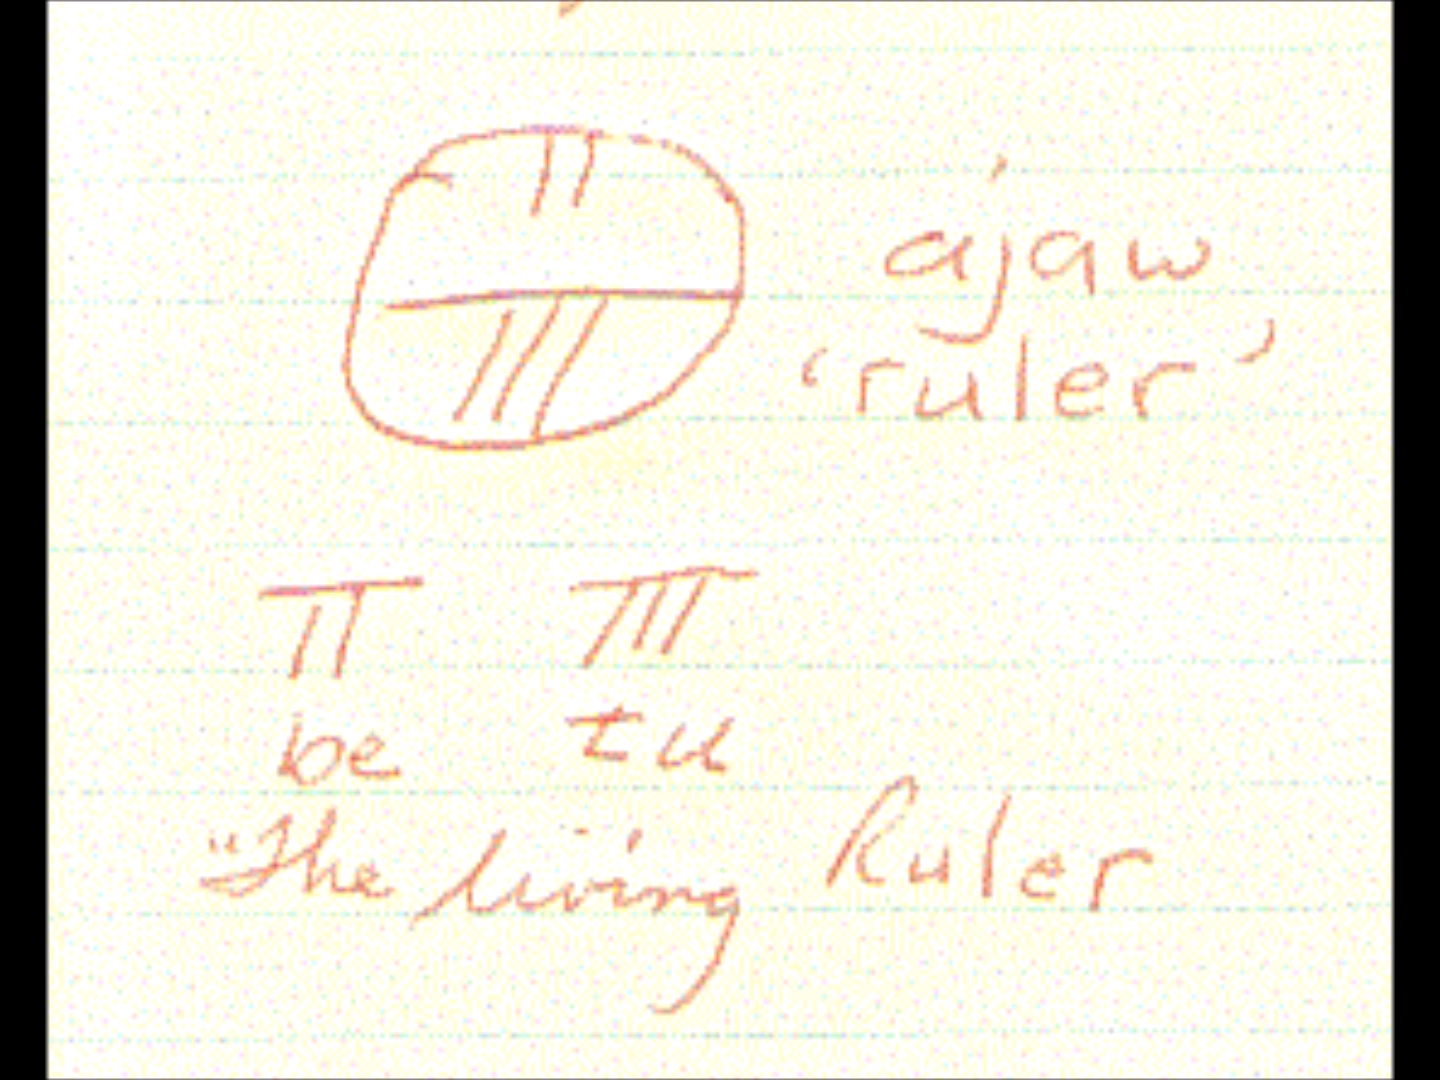 ajaw
‘ruler’
be tu
"The living Ruler